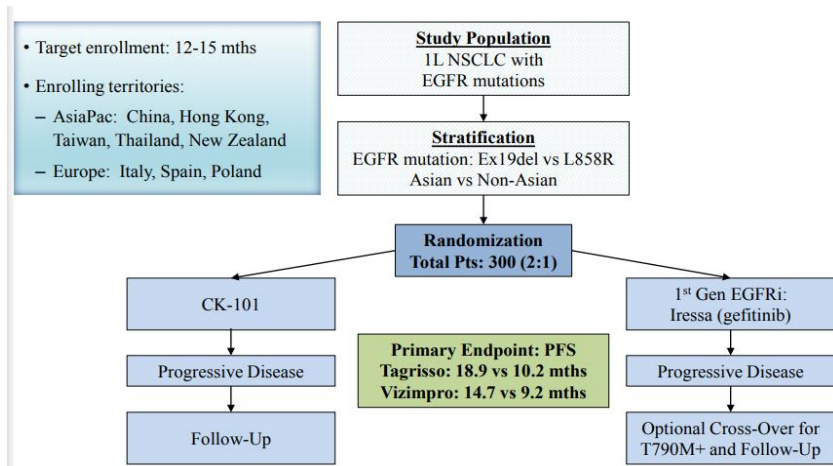 • Target enrollment: 12-15 mths
• Enrolling territories:
– AsiaPac: China, Hong Kong,
Taiwan, Thailand, New Zealand
– Europe: Italy, Spain, Poland
Study Population
1L NSCLC with
EGFR mutations
Stratification
EGFR mutation: Ex19del vs L858R
Asian vs Non-Asian
Randomization
Total Pts: 300 (2:1)
CK-101
Progressive Disease
Follow-Up
Primary Endpoint: PFS
Tagrisso: 18.9 vs 10.2 mths
Vizimpro: 14.7 vs 9.2 mths
1st Gen EGFRi:
Iressa (gefitinib)
Progressive Disease
Optional Cross-Over for
T790M+ and Follow-Up